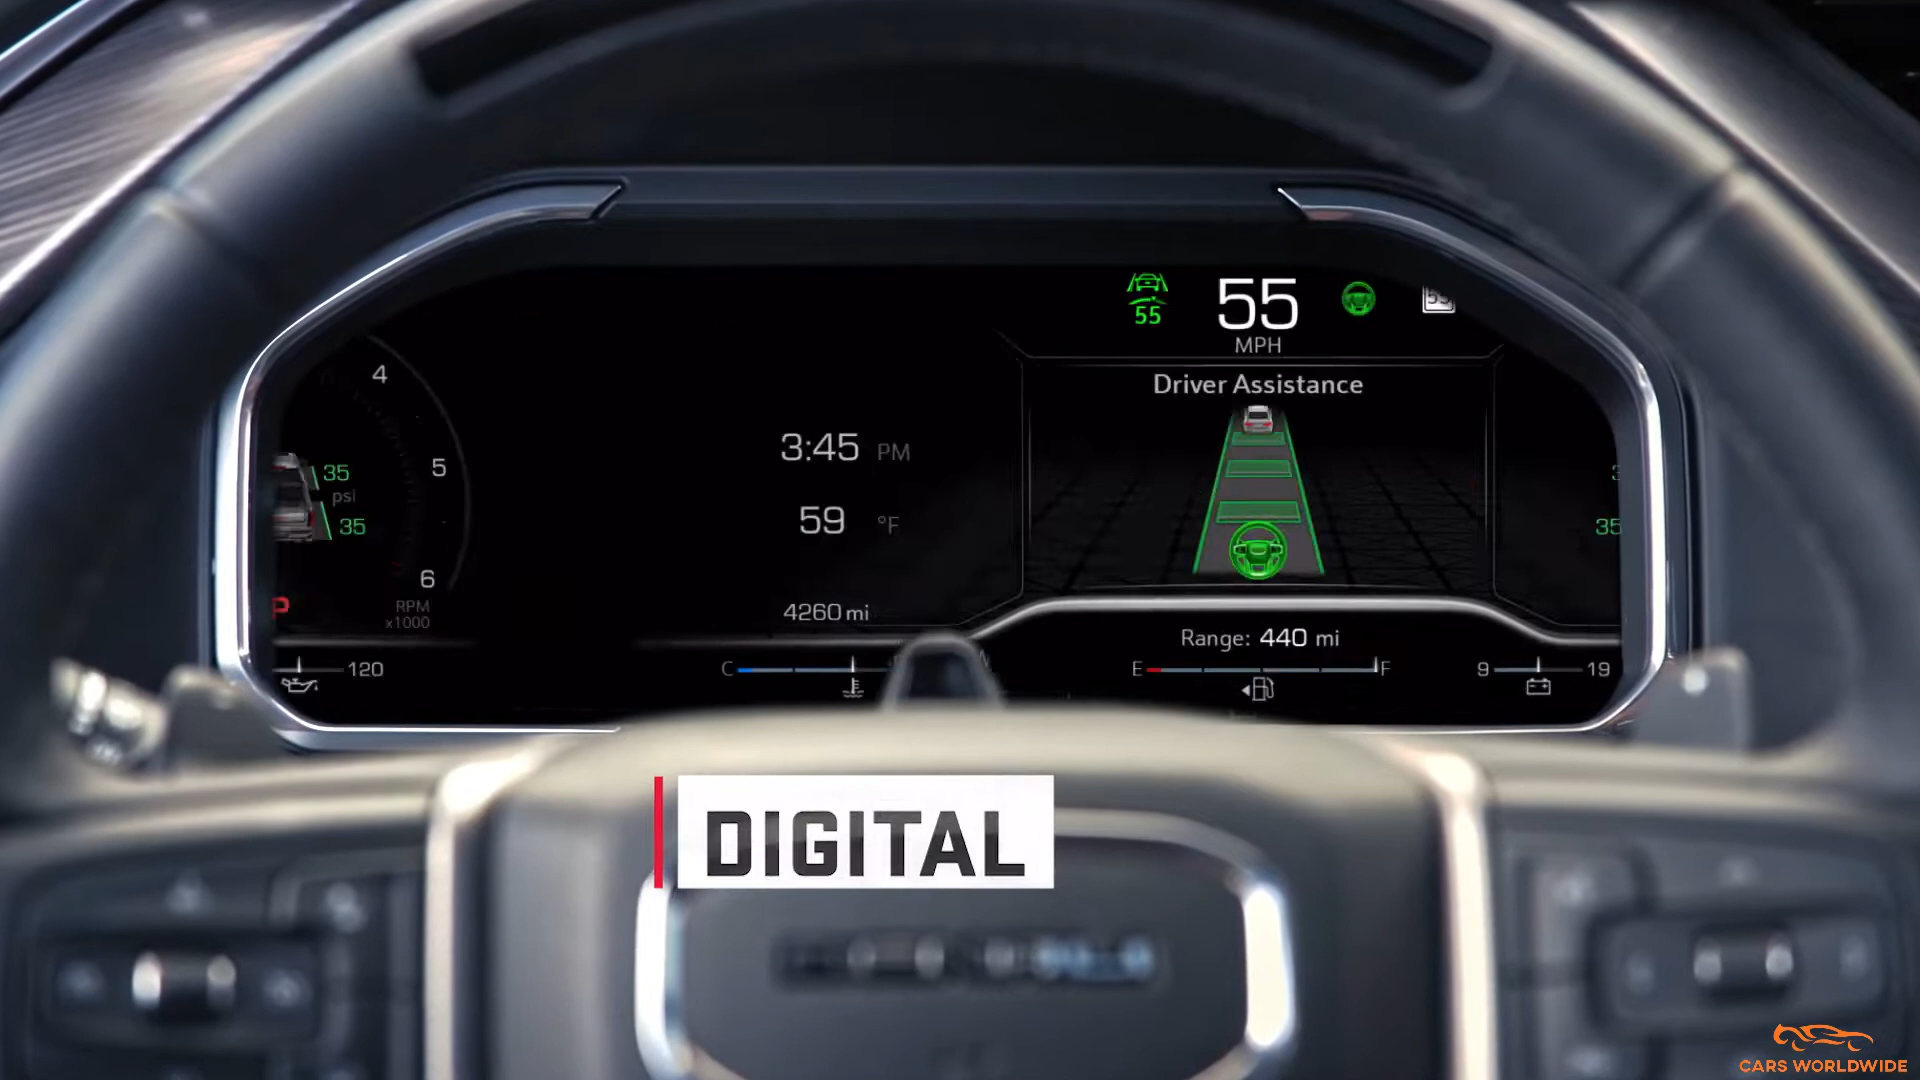 55
55
MPH
55
Driver Assistance
4
5
6
RPM
x1000
35
psi
35
P
3:45 PM
59 °F
4260 mi
35
Range: 440 mi
120
C
E
F
9
19
DIGITAL
CARS WORLDWIDE